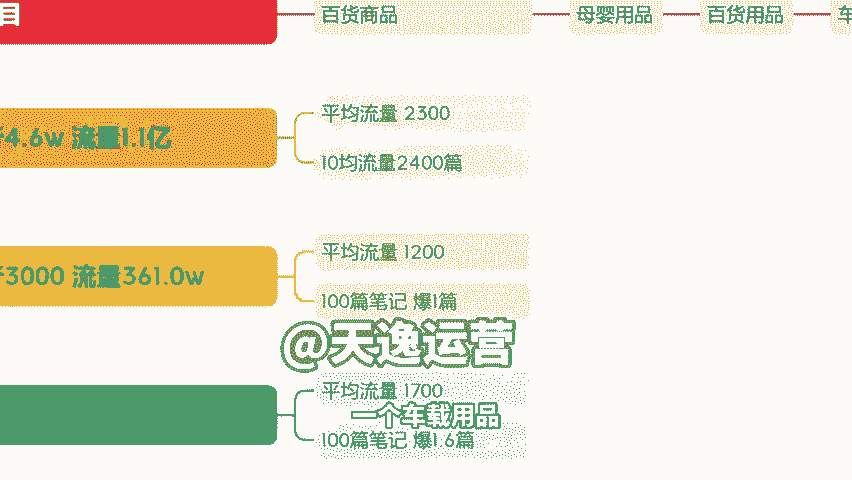 百货商品 母婴用品 百货用品 车
平均流量 2300
4.6w 流量1.1亿
10均流量2400篇
平均流量 1200
3000 流量361.0w
100篇笔记 爆1篇
@天逸运营
平均流量 1700
一个车载用品
100篇笔记 爆1.6篇